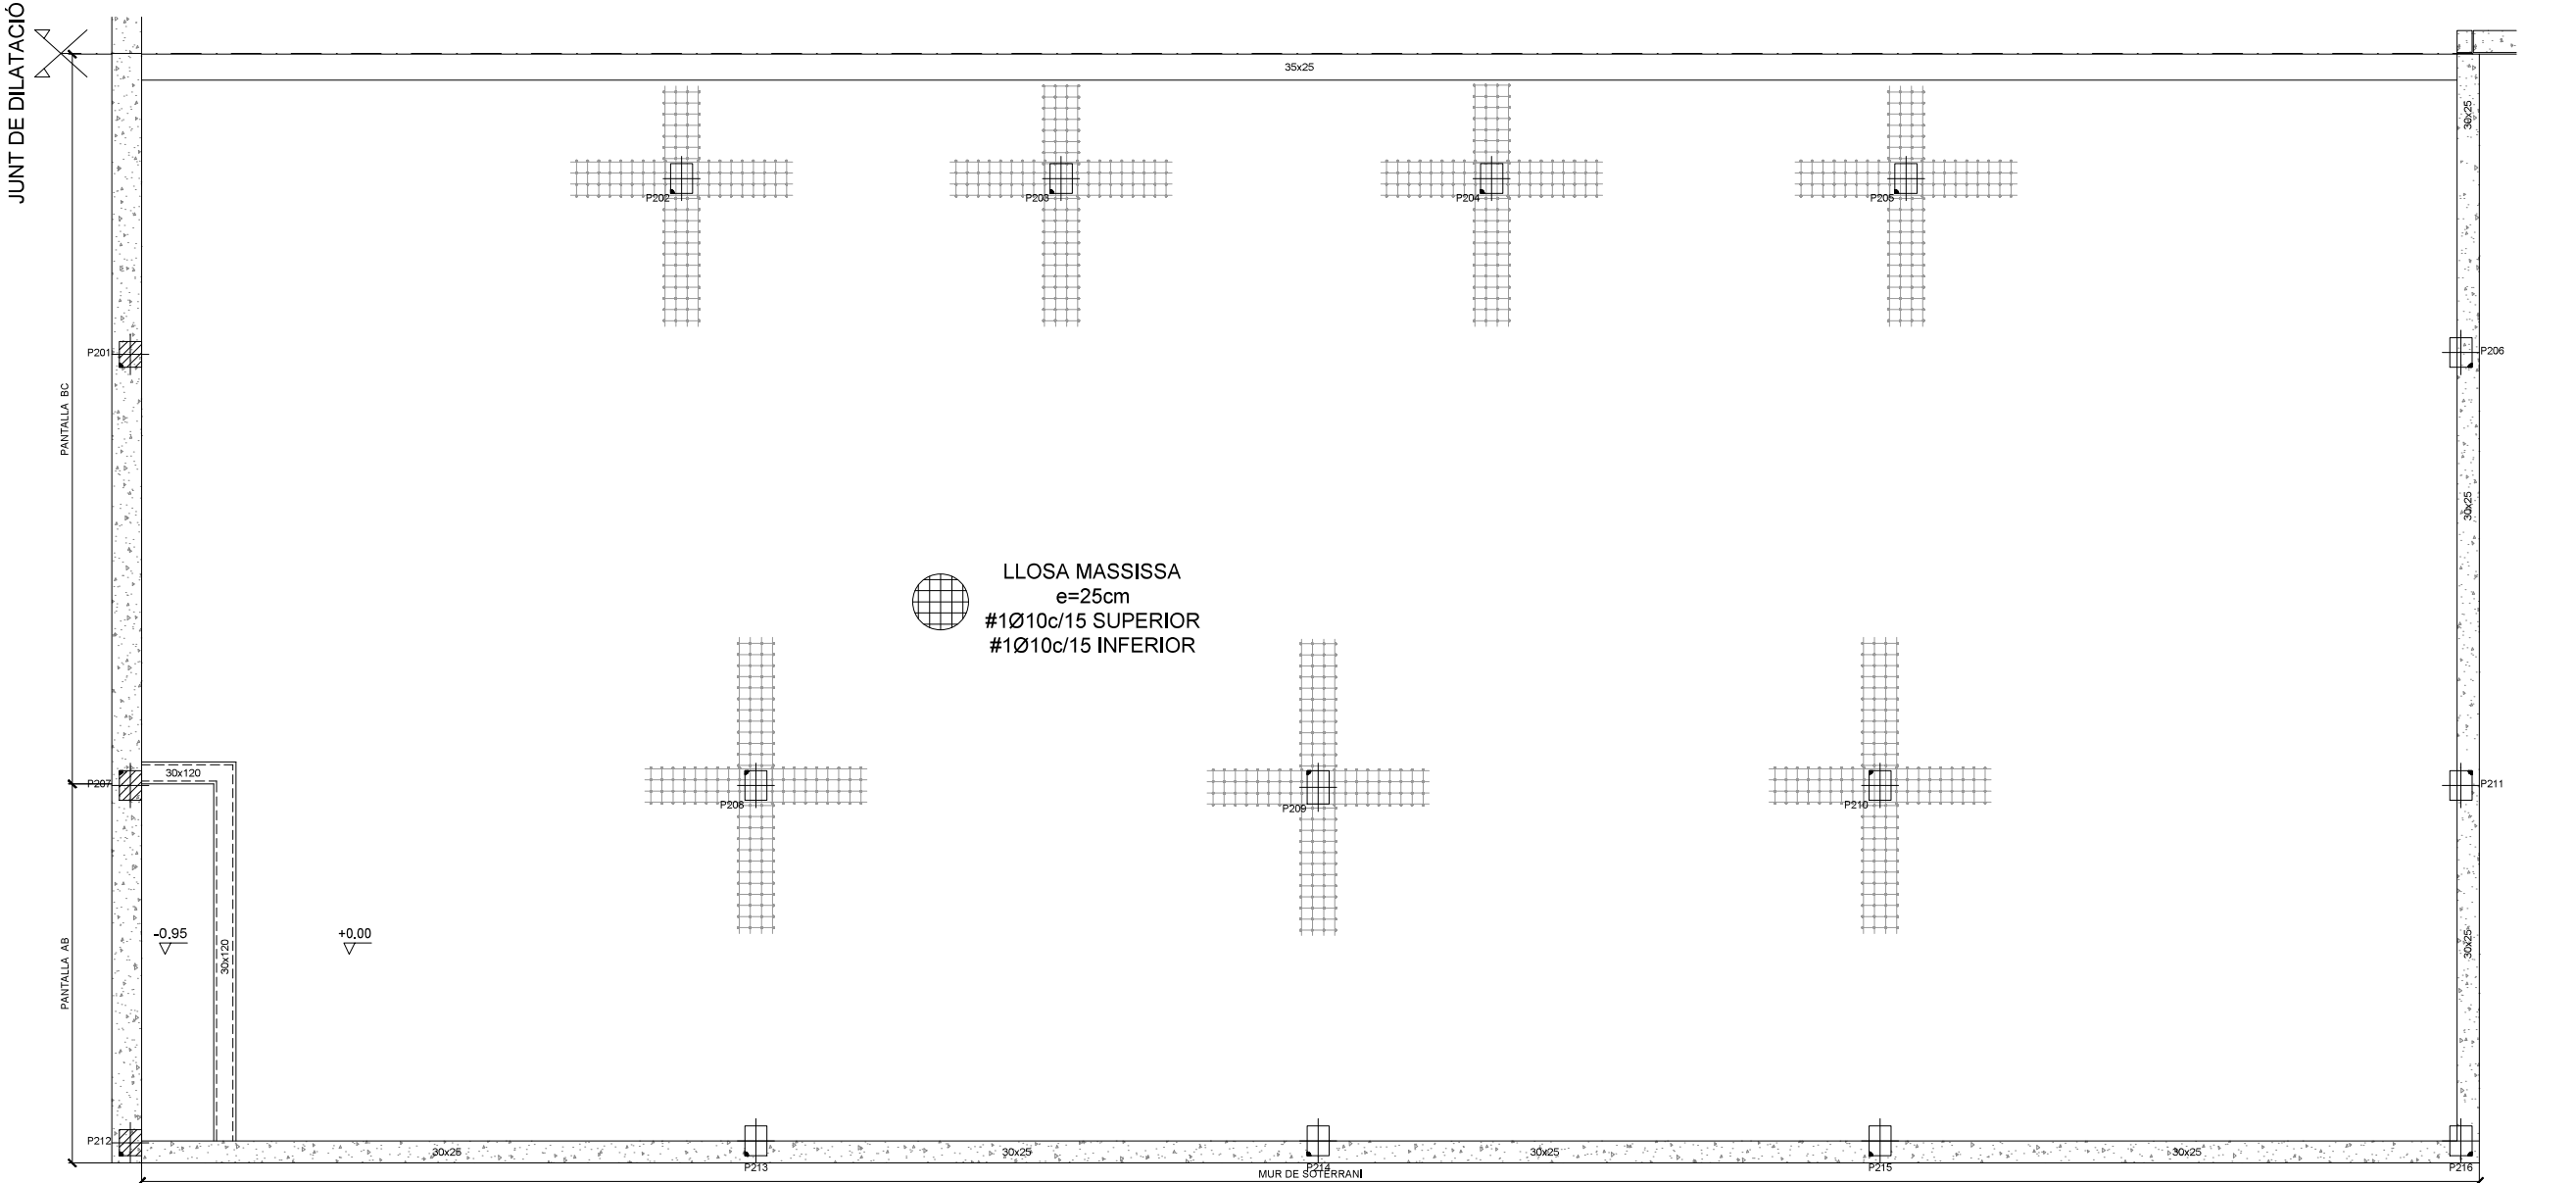 JUNT DE DILATACIÓ
35x25
30x25
P202
P203
P204
P205
P201
P206
PANTALLA BC
30x25
LLOSA MASSISSA
e=25cm
#1Ø10c/15 SUPERIOR
#1Ø10c/15 INFERIOR
30x120
P207
P208
P209
P210
P211
-0.95
+0.00
30x120
30x25
PANTALLA AB
P212
30x25
30x25
30x25
30x25
P213
P214
P215
P216
MUR DE SOTERRANI